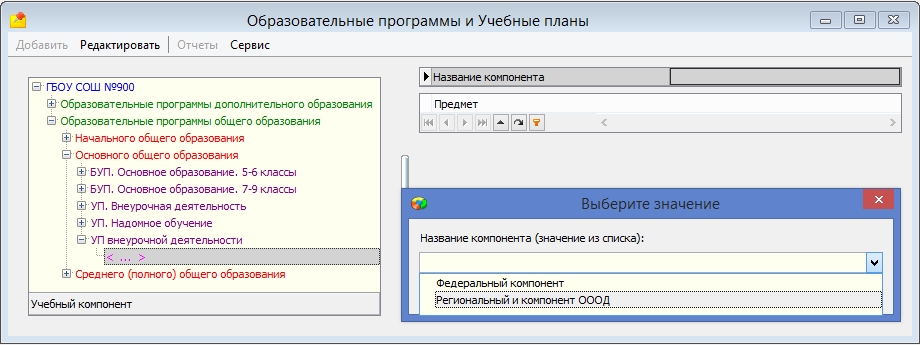 Образовательные программы и Учебные планы
Добавить Редактировать Отчеты Сервис
ГБОУ СОШ №900
Образовательные программы дополнительного образования
Образовательные программы общего образования
Начального общего образования
Основного общего образования
БУП. Основное образование. 5-6 классы
БУП. Основное образование. 7-9 классы
УП. Внеурочная деятельность
УП. Надомное обучение
УП внеурочной деятельности
< ... >
Среднего (полного) общего образования
Учебный компонент
Название компонента
Предмет
Выберите значение
Название компонента (значение из списка):
Федеральный компонент
Региональный и компонент ОООД